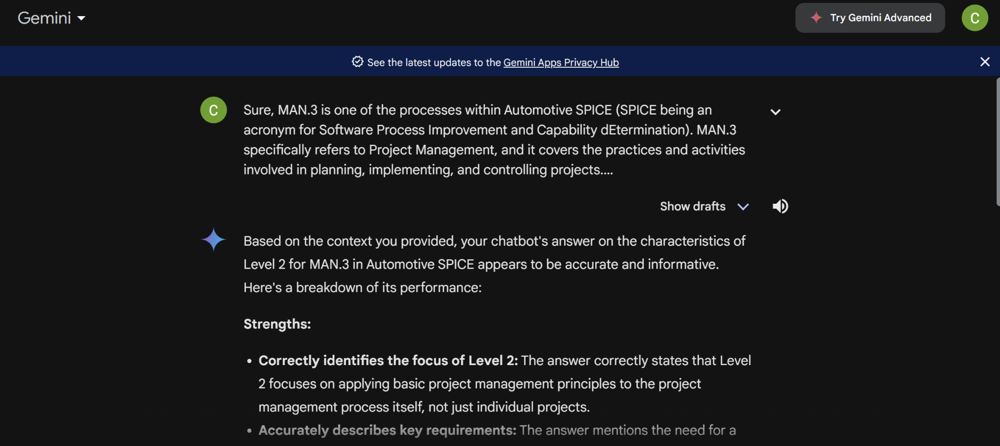 Gemini
Try Gemini Advanced
C
See the latest updates to the Gemini Apps Privacy Hub
C
Sure, MAN.3 is one of the processes within Automotive SPICE (SPICE being an
acronym for Software Process Improvement and Capability dEtermination). MAN.3
specifically refers to Project Management, and it covers the practices and activities
involved in planning, implementing, and controlling projects....
Show drafts
Based on the context you provided, your chatbot's answer on the characteristics of
Level 2 for MAN.3 in Automotive SPICE appears to be accurate and informative.
Here's a breakdown of its performance:
Strengths:
• Correctly identifies the focus of Level 2: The answer correctly states that Level
2 focuses on applying basic project management principles to the project
management process itself, not just individual projects.
• Accurately describes key requirements: The answer mentions the need for a